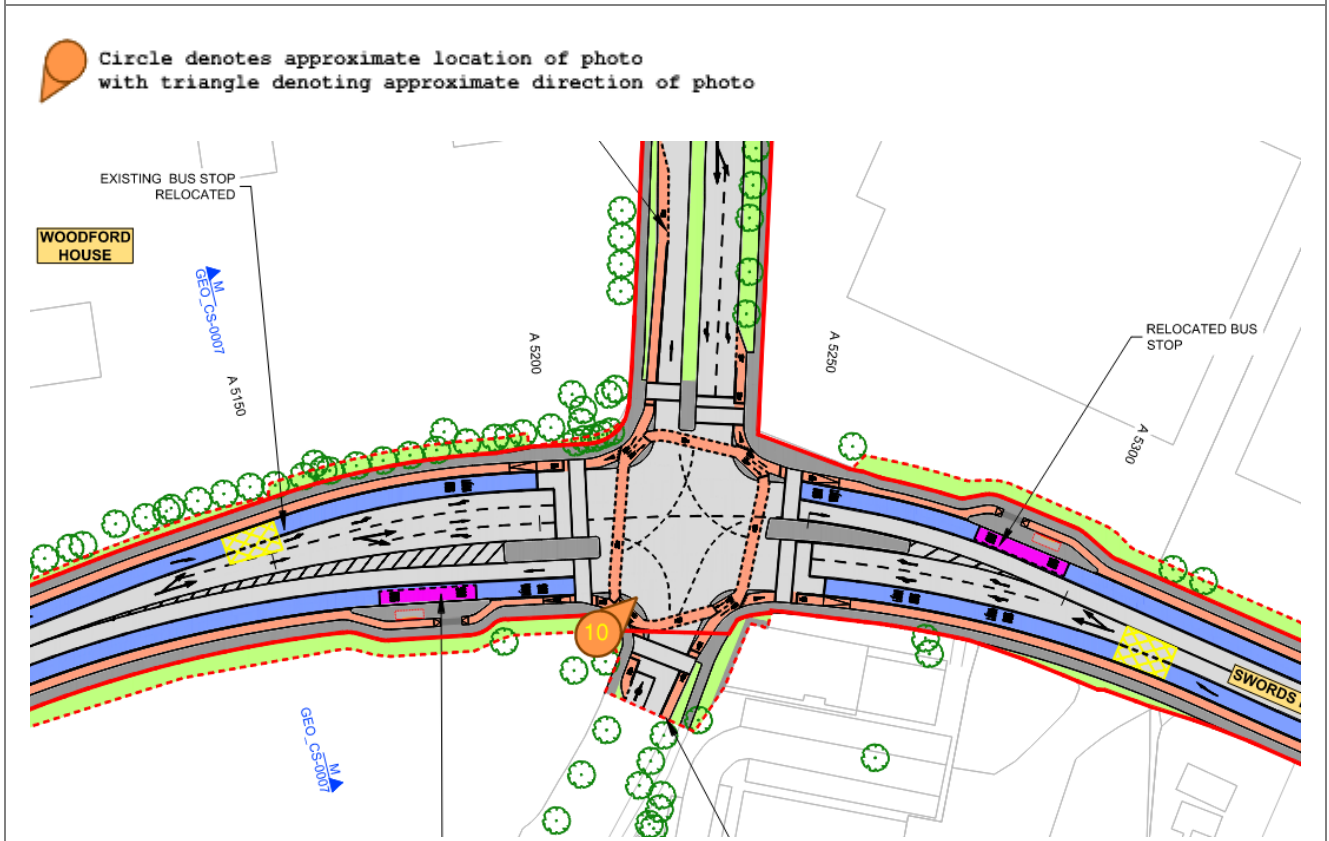 Circle denotes approximate location of photo
with triangle denoting approximate direction of photo
EXISTING BUS STOP
RELOCATED
WOODFORD
HOUSE
M
GEO_CS-0007
A 5150
A 5200
A 5250
RELOCATED BUS
STOP
A 5300
10
SWORDS
M
GEO_CS-0007